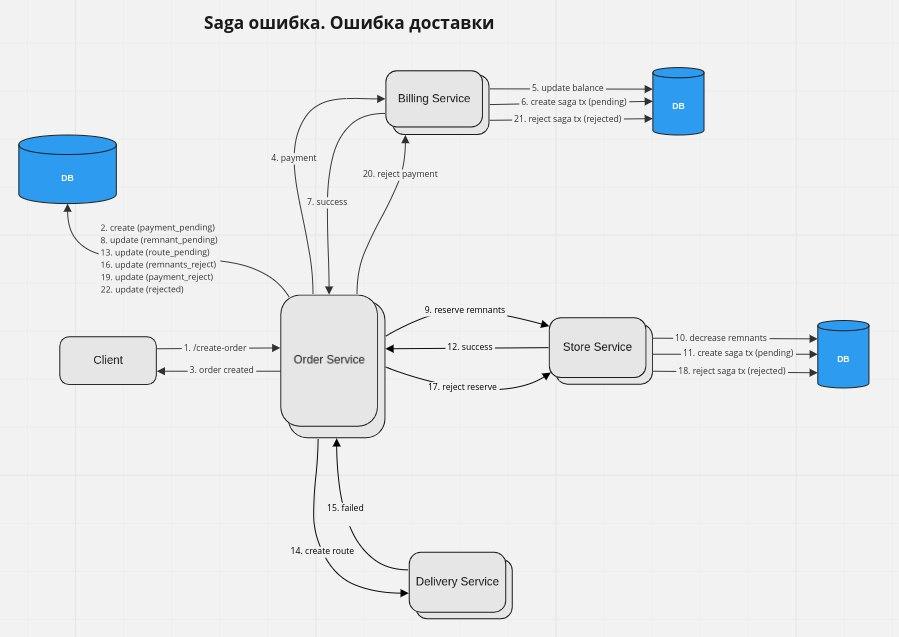 Saga ошибка. Ошибка доставки
Billing Service
5. update balance
6. create saga tx (pending)
21. reject saga tx (rejected)
DB
4. payment
20. reject payment
7. success
DB
2. create (payment_pending)
8. update (remnant_pending)
13. update (route_pending)
16. update (remnants_reject)
19. update (payment_reject)
22. update (rejected)
Client
1. /create-order
3. order created
Order Service
9. reserve remnants
12. success
17. reject reserve
Store Service
10. decrease remnants
11. create saga tx (pending)
18. reject saga tx (rejected)
DB
15. failed
14. create route
Delivery Service